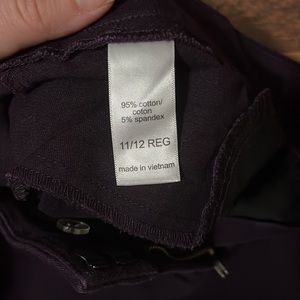 95% cotton/
coton
5% spandex
11/12 REG
made in vietnam